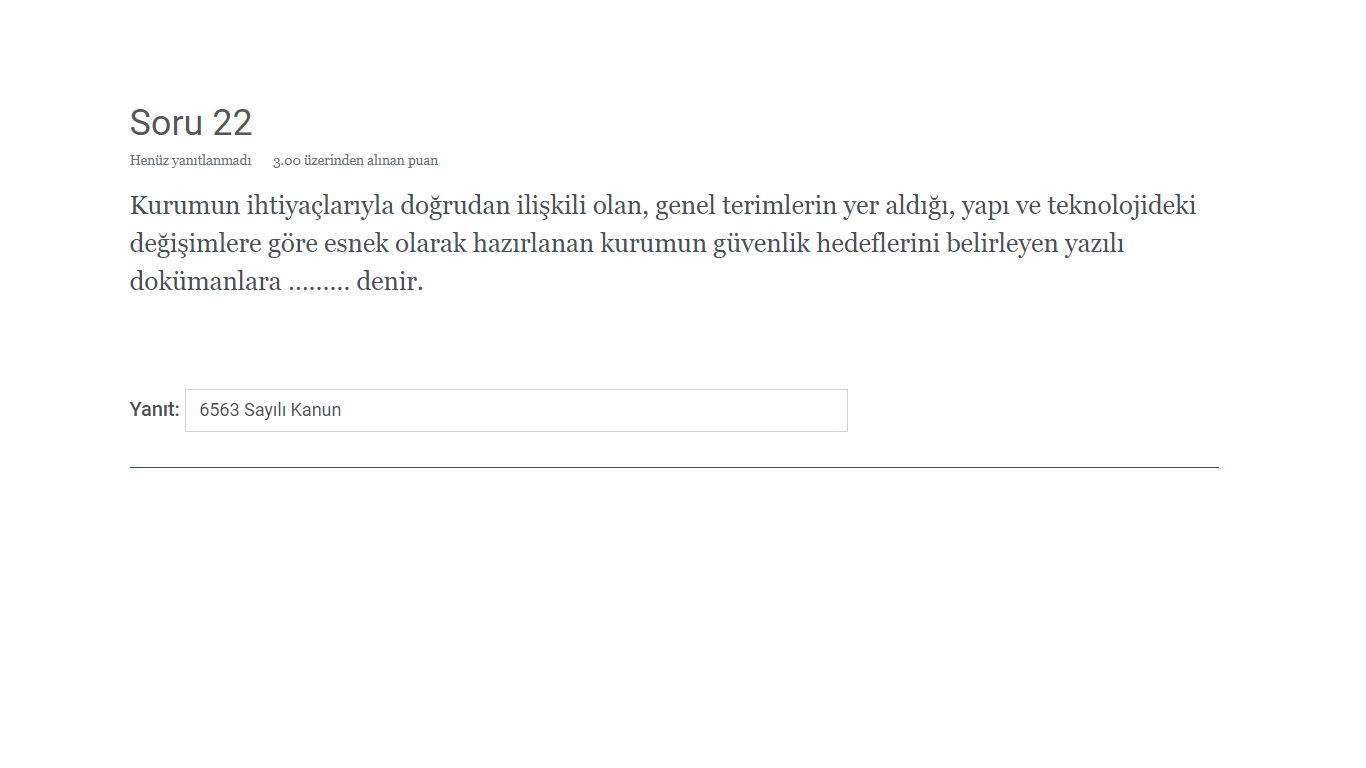 Soru 22
Henüz yanıtlanmadı 3.00 üzerinden alınan puan
Kurumun ihtiyaçlarıyla doğrudan ilişkili olan, genel terimlerin yer aldığı, yapı ve teknolojideki
değişimlere göre esnek olarak hazırlanan kurumun güvenlik hedeflerini belirleyen yazılı
dokümanlara ......... denir.
Yanıt: 6563 Sayılı Kanun